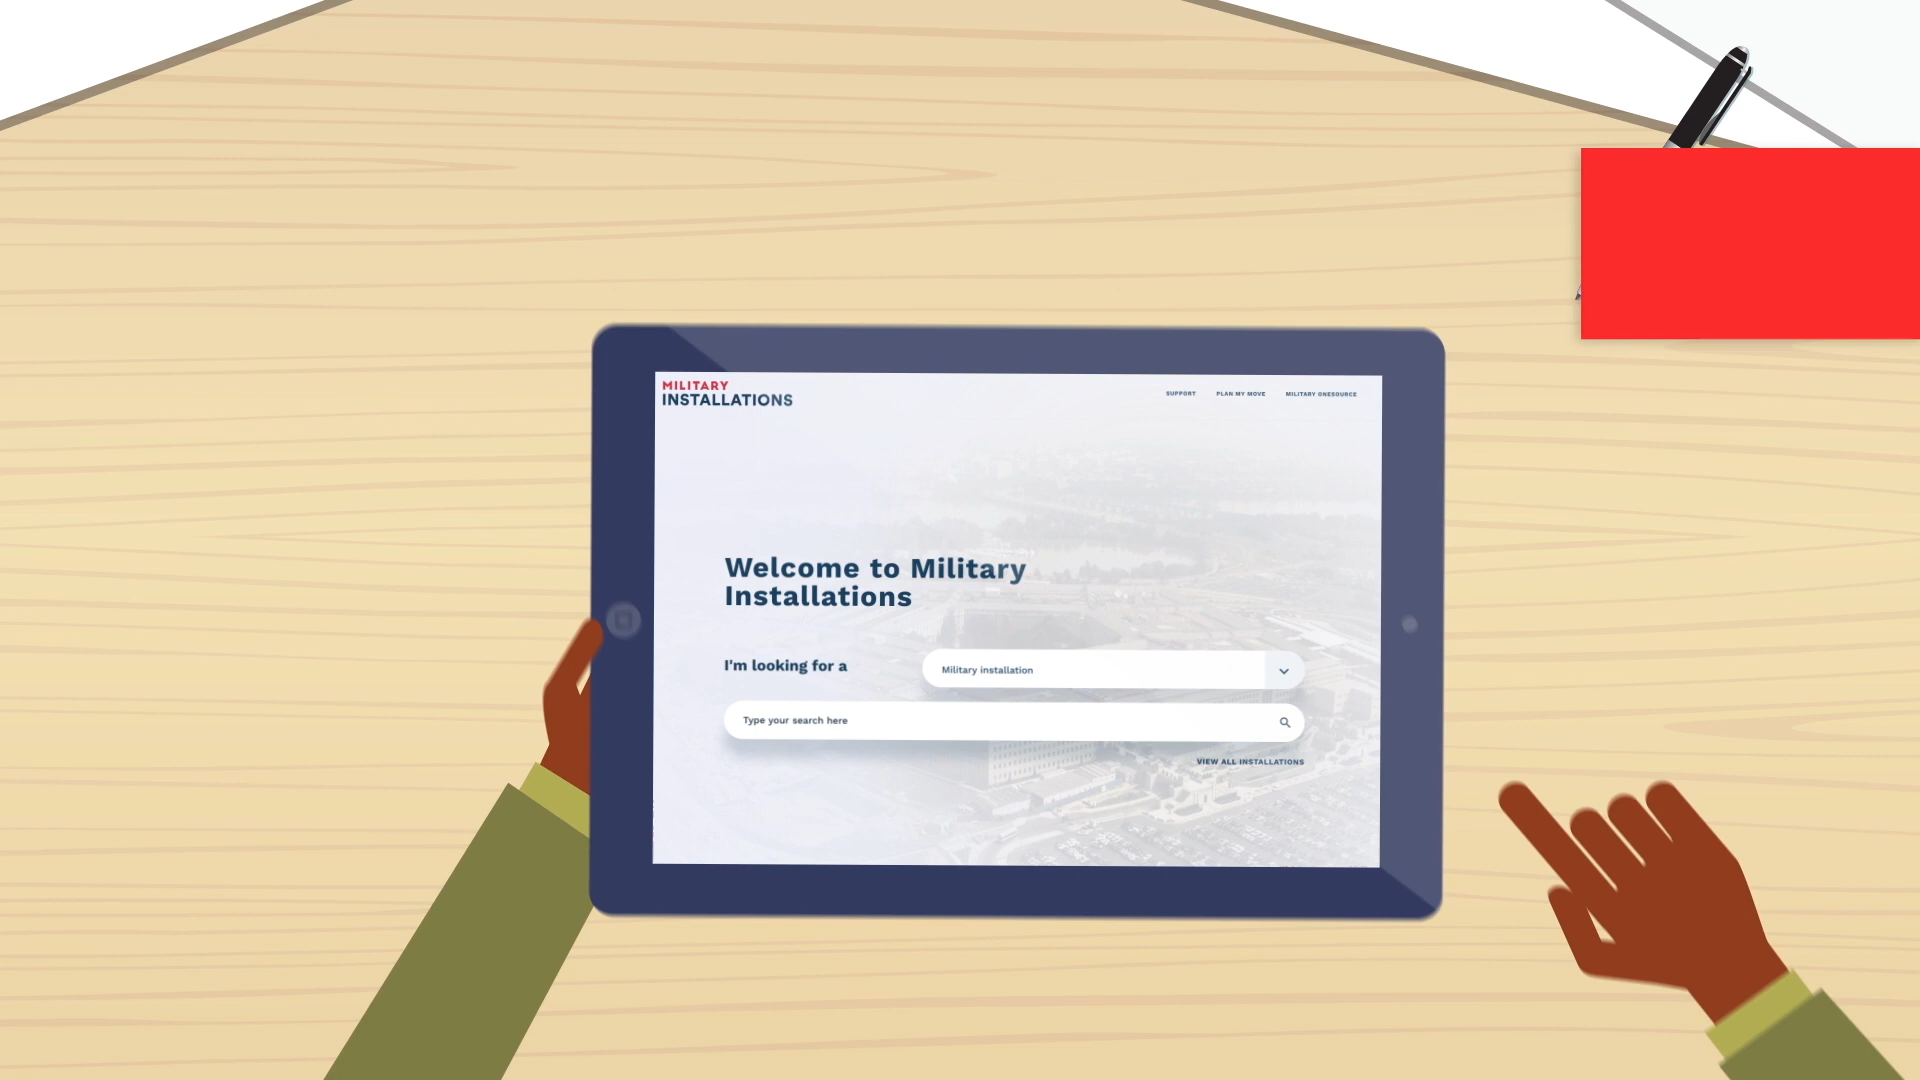 MILITARY
INSTALLATIONS
SUPPORT PLAN MY MOVE MILITARY ONESOURCE
Welcome to Military
Installations
I'm looking for a Military installation
Type your search here
VIEW ALL INSTALLATIONS